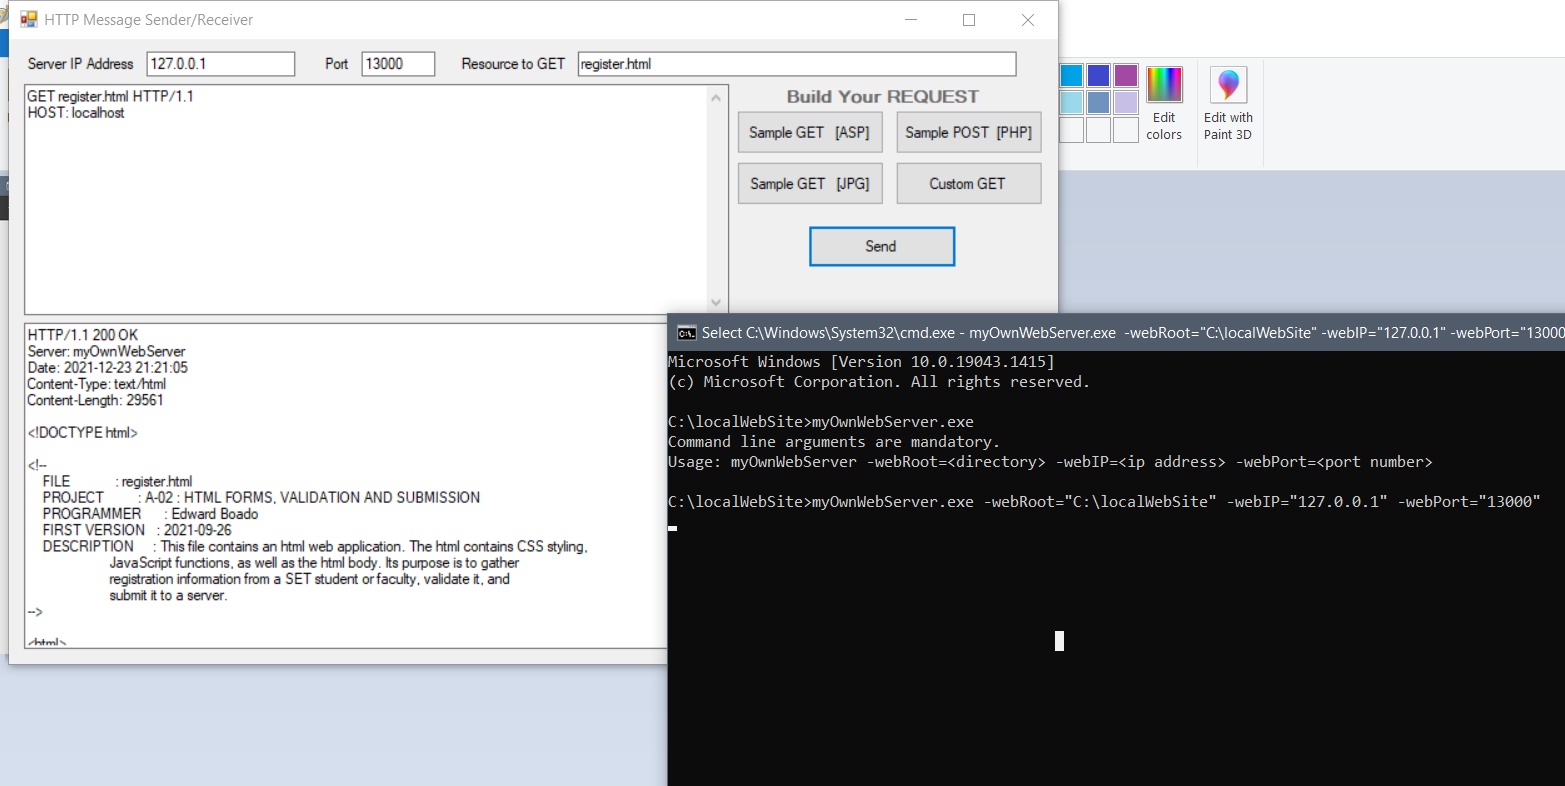 HTTP Message Sender/Receiver
Server IP Address 127.0.0.1 Port 13000 Resource to GET register.html
GET register.html HTTP/1.1
HOST: localhost
Build Your REQUEST
Sample GET [ASP] Sample POST [PHP]
Sample GET [JPG] Custom GET
Send
Edit colors
Edit with Paint 3D
HTTP/1.1 200 OK
Server: myOwnWebServer
Date: 2021-12-23 21:21:05
Content-Type: text/html
Content-Length: 29561
<!DOCTYPE html>
<!--
FILE : register.html
PROJECT : A-02 : HTML FORMS, VALIDATION AND SUBMISSION
PROGRAMMER : Edward Boado
FIRST VERSION : 2021-09-26
DESCRIPTION : This file contains an html web application. The html contains CSS styling,
JavaScript functions, as well as the html body. Its purpose is to gather
registration information from a SET student or faculty, validate it, and
submit it to a server.
-->
<html>
Select C:\Windows\System32\cmd.exe - myOwnWebServer.exe -webRoot="C:\localWebSite" -webIP="127.0.0.1" -webPort="13000
Microsoft Windows [Version 10.0.19043.1415]
(c) Microsoft Corporation. All rights reserved.
C:\localWebSite>myOwnWebServer.exe
Command line arguments are mandatory.
Usage: myOwnWebServer -webRoot=<directory> -webIP=<ip address> -webPort=<port number>
C:\localWebSite>myOwnWebServer.exe -webRoot="C:\localWebSite" -webIP="127.0.0.1" -webPort="13000"